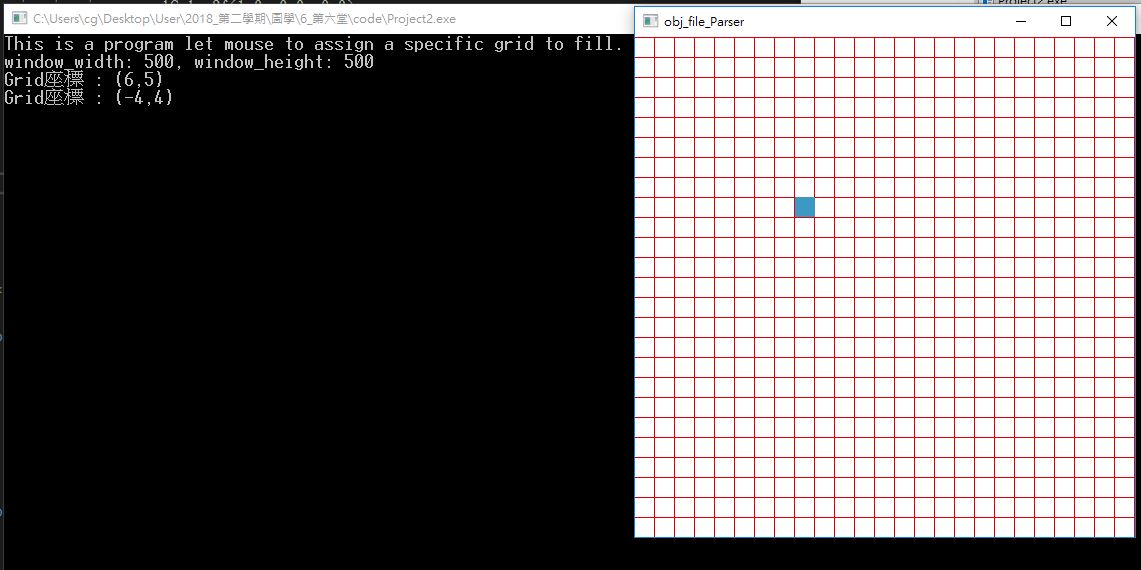 C:\Users\cg\Desktop\User\2018_第二學期\圖學\6_第六堂\code\Project2.exe
This is a program let mouse to assign a specific grid to fill.
window_width: 500, window_height: 500
Grid座標 : (6,5)
Grid座標 : (-4,4)
Project2.exe
obj_file_Parser